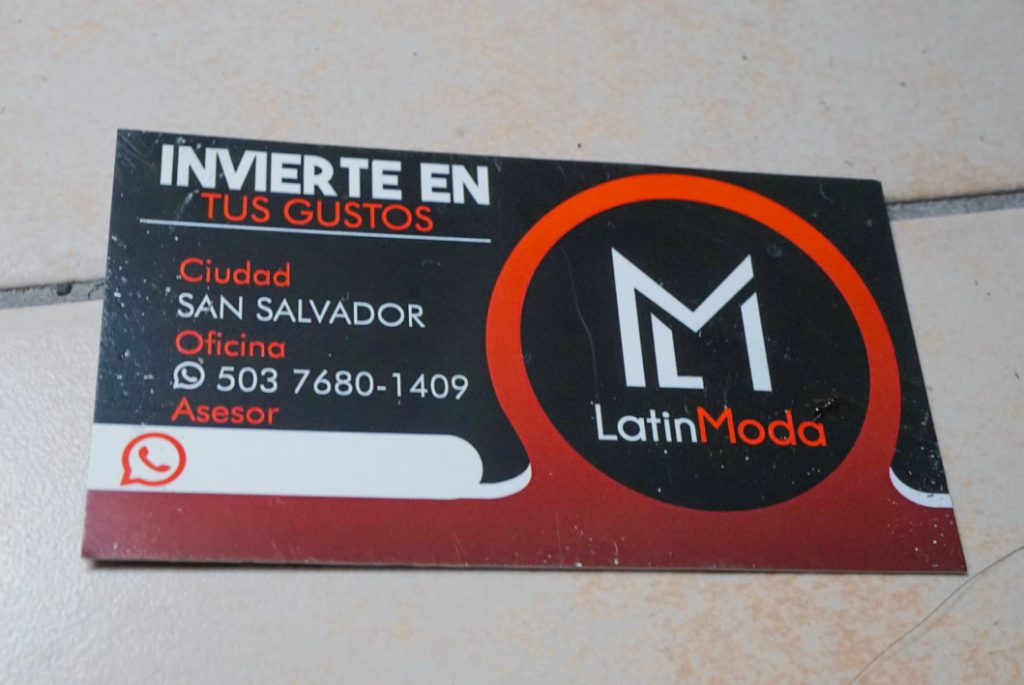 INVIERTE EN
TUS GUSTOS
Ciudad
SAN SALVADOR
Oficina
503 7680-1409
Asesor
LM
LatinModa